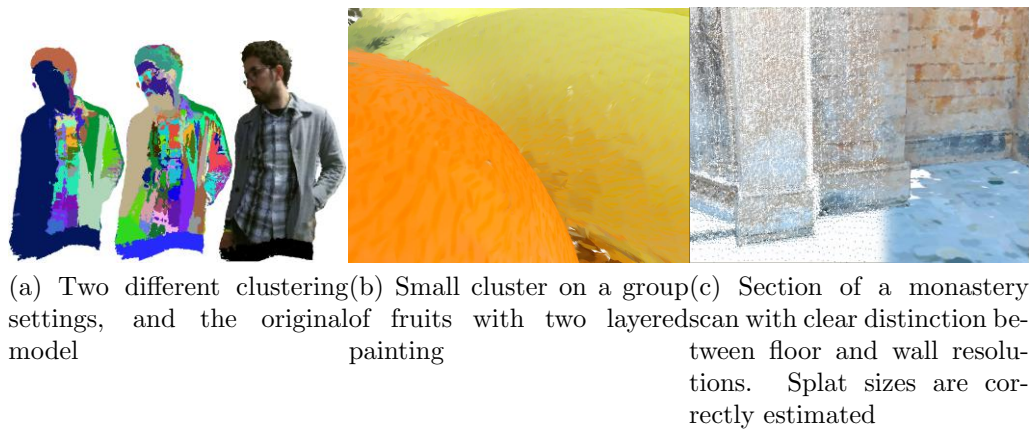 (a) Two different clustering
settings, and the original
model
(b) Small cluster on a group
of fruits with two layered
painting
(c) Section of a monastery
scan with clear distinction be-
tween floor and wall resolu-
tions. Splat sizes are cor-
rectly estimated